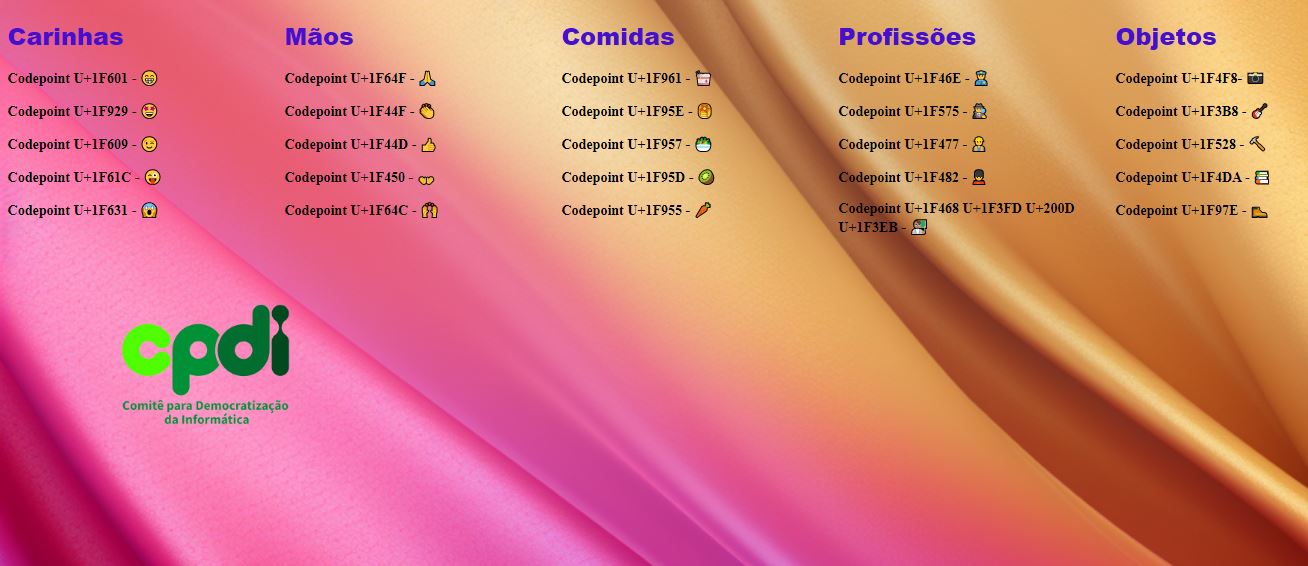 Carinhas
Codepoint U+1F601 - 😁
Codepoint U+1F929 - 🤩
Codepoint U+1F609 - 😉
Codepoint U+1F61C - 😜
Codepoint U+1F631 - 😱
Mãos
Codepoint U+1F64F - 🙏
Codepoint U+1F44F - 👏
Codepoint U+1F44D - 👍
Codepoint U+1F450 - 👐
Codepoint U+1F64C - 🙌
Comidas
Codepoint U+1F961 - 🥡
Codepoint U+1F95E - 🥞
Codepoint U+1F957 - 🥗
Codepoint U+1F95D - 🥝
Codepoint U+1F955 - 🥕
Profissões
Codepoint U+1F46E - 👮
Codepoint U+1F575 - 🕵
Codepoint U+1F477 - 👷
Codepoint U+1F482 - 💂
Codepoint U+1F468 U+1F3FD U+200D
U+1F3EB - 👨🏽‍🏫
Objetos
Codepoint U+1F4F8- 📸
Codepoint U+1F3B8 - 🎸
Codepoint U+1F528 - 🔨
Codepoint U+1F4DA - 📚
Codepoint U+1F97E - 🥾
cpdi
Comitê para Democratização
da Informática